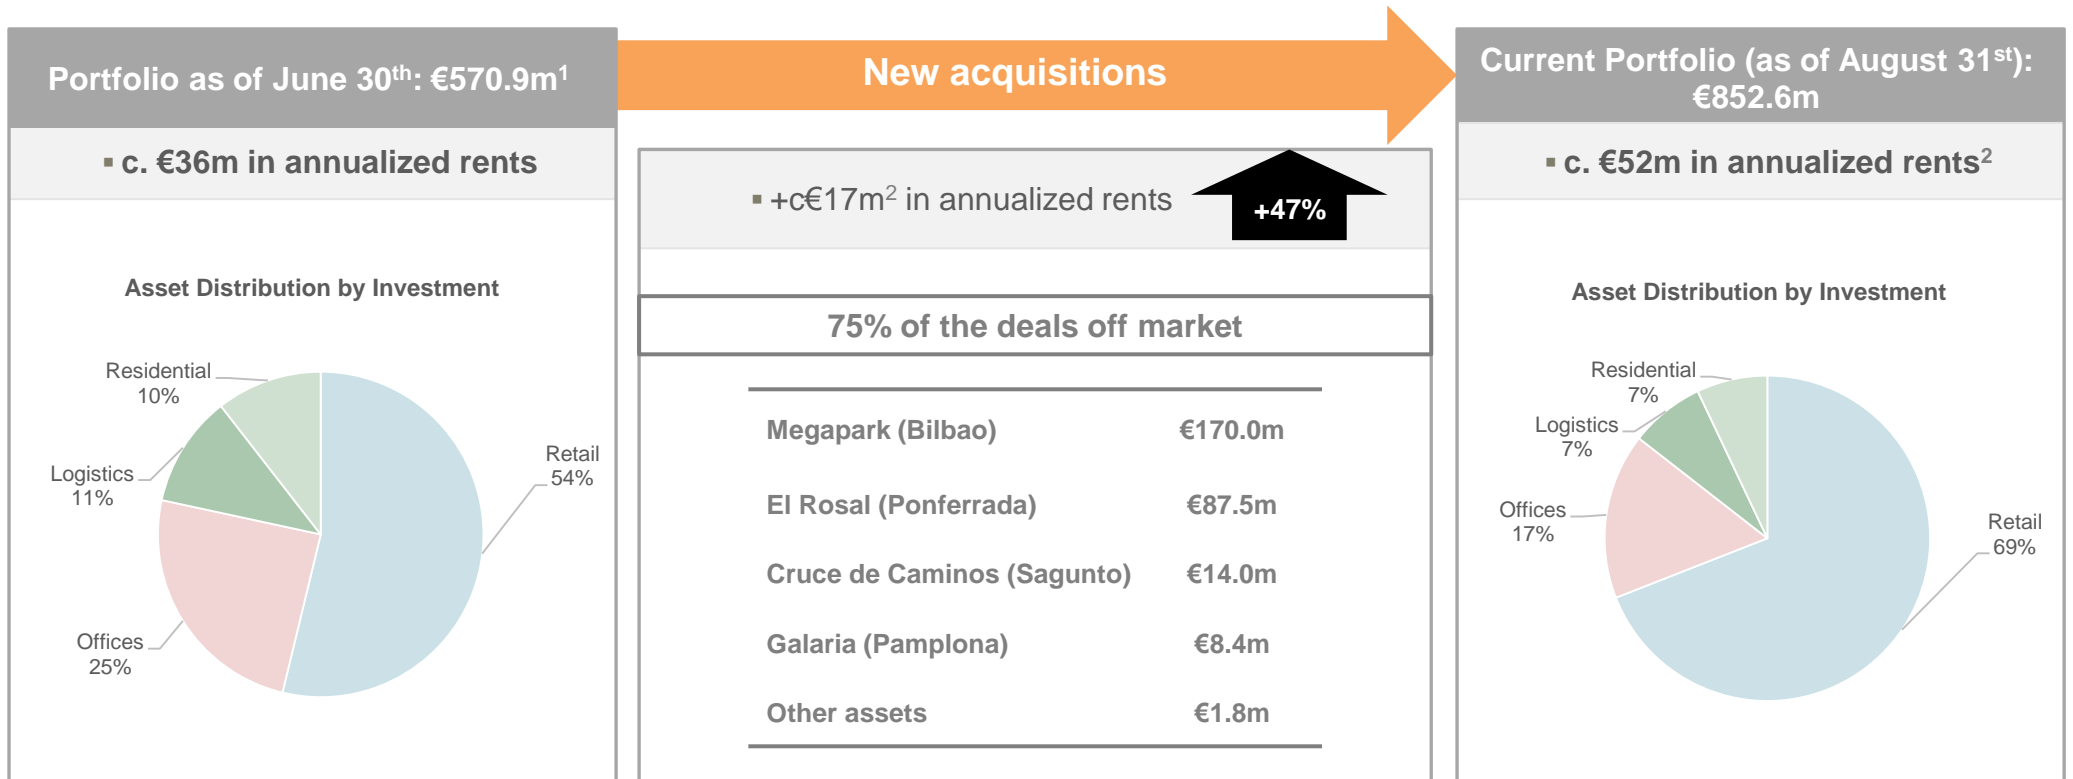 Portfolio as of June 30th: €570.9m1
▪ c. €36m in annualized rents
Asset Distribution by Investment
Residential
10%
Retail
54%
Logistics
11%
Offices
25%
New acquisitions
▪ +c€17m2 in annualized rents
+47%
75% of the deals off market
Megapark (Bilbao) €170.0m
El Rosal (Ponferrada) €87.5m
Cruce de Caminos (Sagunto) €14.0m
Galaria (Pamplona) €8.4m
Other assets €1.8m
Current Portfolio (as of August 31st):
€852.6m
▪ c. €52m in annualized rents2
Asset Distribution by Investment
Residential
7%
Logistics
7%
Offices
17%
Retail
69%